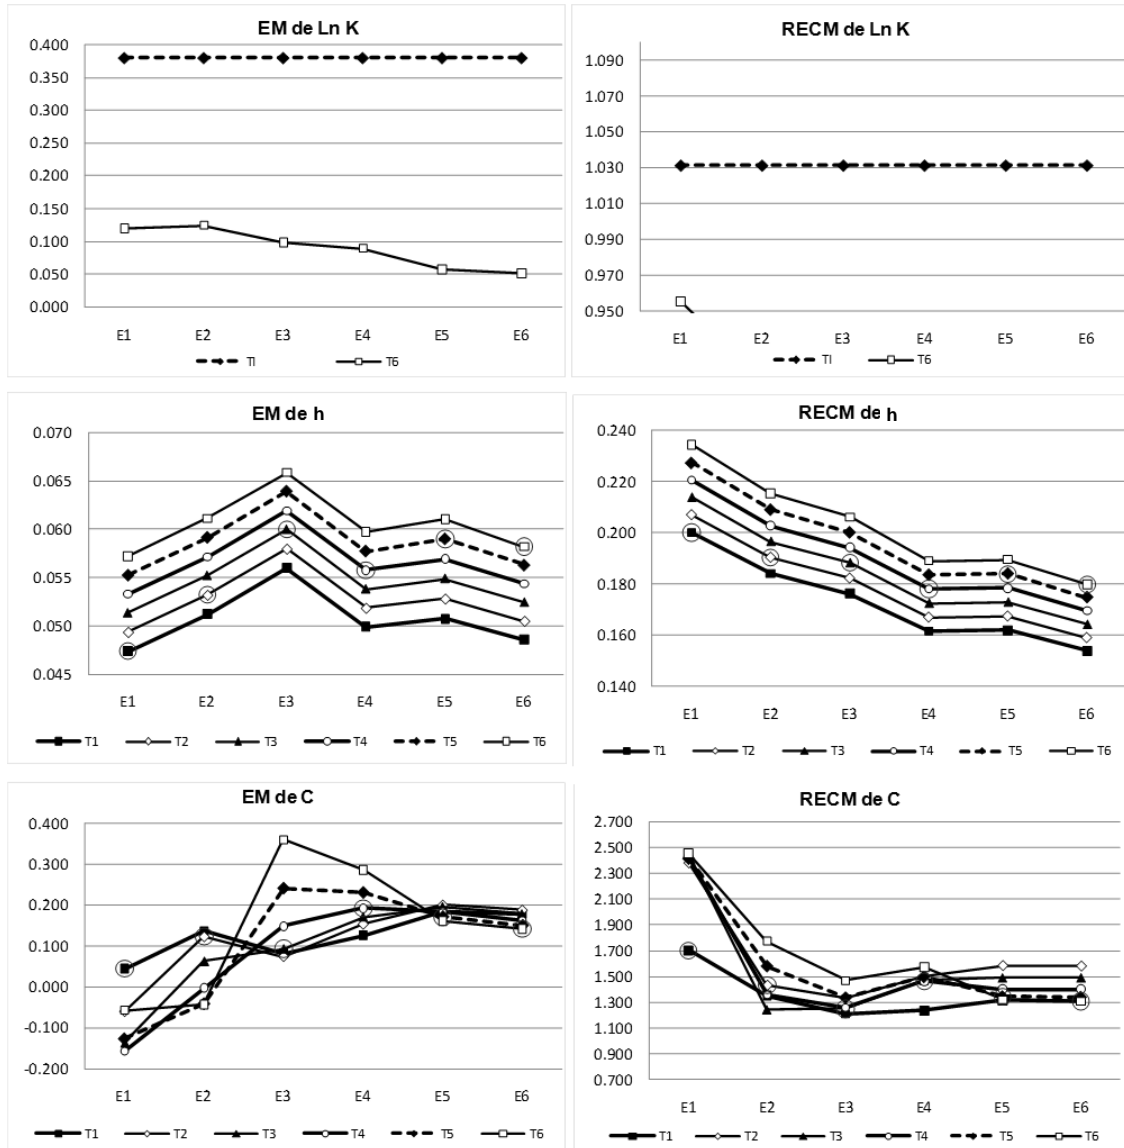 EM de Ln K
0.400
0.350
0.300
0.250
0.200
0.150
0.100
0.050
0.000
E1 E2 E3 E4 E5 E6
TI T6
RECM de Ln K
1.090
1.070
1.050
1.030
1.010
0.990
0.970
0.950
E1 E2 E3 E4 E5 E6
TI T6
EM de h
0.070
0.065
0.060
0.055
0.050
0.045
E1 E2 E3 E4 E5 E6
T1 T2 T3 T4 T5 T6
RECM de h
0.240
0.220
0.200
0.180
0.160
0.140
E1 E2 E3 E4 E5 E6
T1 T2 T3 T4 T5 T6
EM de C
0.400
0.300
0.200
0.100
0.000
-0.100
-0.200
E1 E2 E3 E4 E5 E6
T1 T2 T3 T4 T5 T6
RECM de C
2.700
2.500
2.300
2.100
1.900
1.700
1.500
1.300
1.100
0.900
0.700
E1 E2 E3 E4 E5 E6
T1 T2 T3 T4 T5 T6